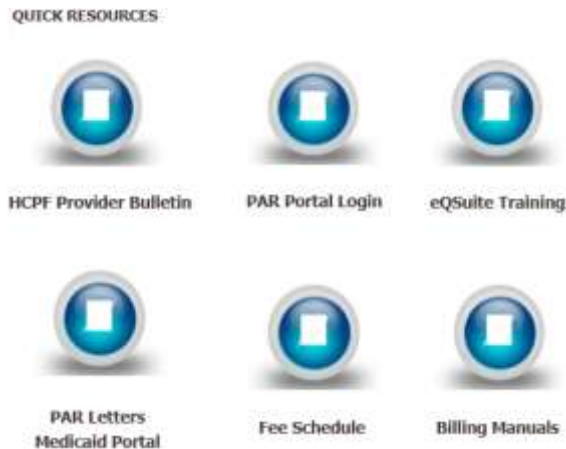 QUICK RESOURCES
HCPF Provider Bulletin
PAR Portal Login
eQSuite Training
PAR Letters
Medicaid Portal
Fee Schedule
Billing Manuals